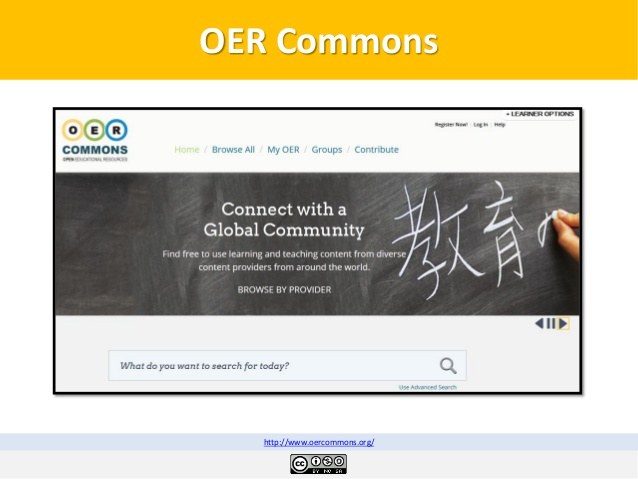 OER Commons
+ LEARNER OPTIONS
Register Now! | Log In | Help
OER
COMMONS
OPEN EDUCATIONAL RESOURCES
Home / Browse All / My OER / Groups / Contribute
Connect with a
Global Community
Find free to use learning and teaching content from diverse
content providers from around the world.
BROWSE BY PROVIDER
教育
What do you want to search for today?
Use Advanced Search
http://www.oercommons.org/
cc
BY NC SA